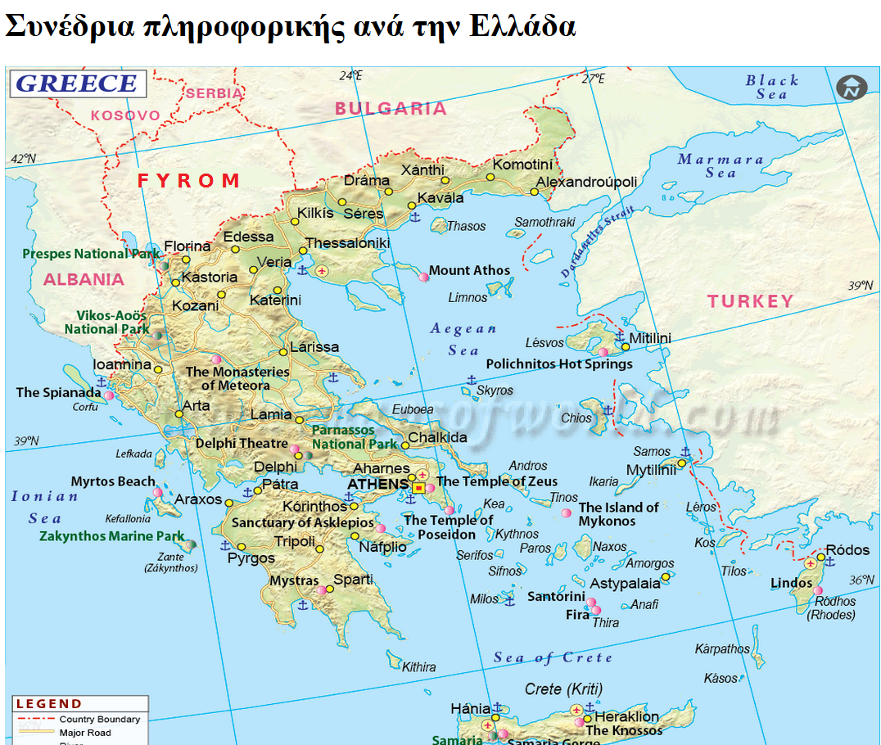 Συνέδρια πληροφορικής ανά την Ελλάδα
GREECE
24°E
27°E
Black
Sea
SERBIA
KOSOVO
BULGARIA
42°N
FYROM
Marmara
Sea
Xánthi
Komotini
Dráma
Alexandroúpoli
Kavála
Kilkís
Séres
Thasos
Samothraki
Dardanelles Strait
Edessa
Thessaloniki
Florina
Prespes National Park
Veria
Mount Athos
ALBANIA
Kastoria
Kozani
Katerini
Limnos
39°N
TURKEY
Vikos-Aoös
National Park
Aegean
Sea
Lesvos
Mitilini
Lárissa
Polichnitos Hot Springs
Ioannina
The Monasteries
of Meteora
The Spianada
Corfu
Skyros
Arta
Lamia
Euboea
Chios
mapsofworld.com
Parnassos
National Park
Chalkida
39°N
Delphi Theatre
Lefkada
Delphi
Aharnes
Andros
Samos
Mytilinii
Ikaria
Myrtos Beach
Pátra
ATHENS
The Temple of Zeus
Ionian
Sea
Araxos
Kórinthos
Kea
Tinos
The Island of
Mykonos
Léros
Kefallonia
Sanctuary of Asklepios
The Temple of
Poseidon
Kythnos
Zakynthos Marine Park
Tripoli
Náfplio
Serifos
Paros
Naxos
Kos
Ródos
Zante
(Zákynthos)
Pyrgos
Sifnos
Amorgos
Tilos
36°N
Mystras
Sparti
Astypalaia
Lindos
Milos
Santorini
Anafi
Ródhos
(Rhodes)
Fira
Thira
Kithira
Kàrpathos
Sea of Crete
Kàsos
Crete (Kriti)
LEGEND
Country Boundary
Major Road
River
Hánia
Heraklion
The Knossos
Samaria
Samaria Gorge